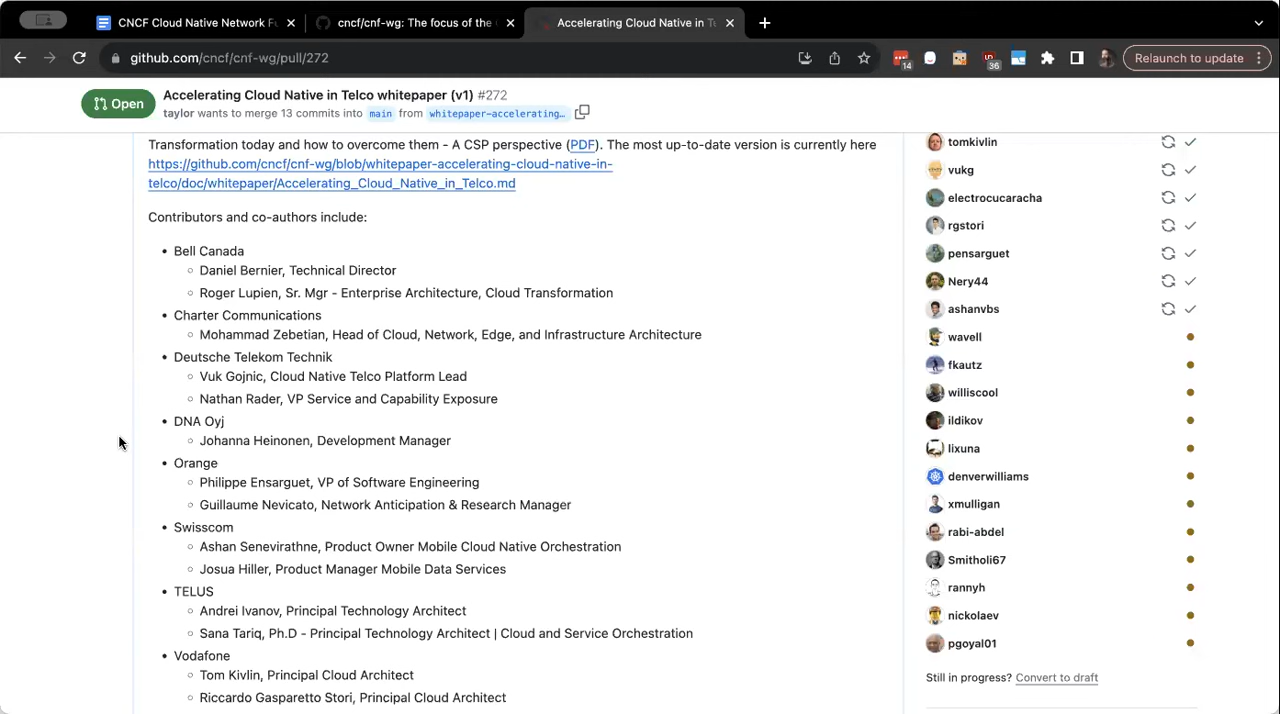 CNCF Cloud Native Network F
cncf/cnf-wg: The focus of the
Accelerating Cloud Native in Te
github.com/cncf/cnf-wg/pull/272
14
36
Relaunch to update
Open
Accelerating Cloud Native in Telco whitepaper (v1) #272
taylor wants to merge 13 commits into main from whitepaper-accelerating…
Transformation today and how to overcome them - A CSP perspective (PDF). The most up-to-date version is currently here
https://github.com/cncf/cnf-wg/blob/whitepaper-accelerating-cloud-native-in-
telco/doc/whitepaper/Accelerating_Cloud_Native_in_Telco.md
Contributors and co-authors include:
• Bell Canada
○ Daniel Bernier, Technical Director
○ Roger Lupien, Sr. Mgr - Enterprise Architecture, Cloud Transformation
• Charter Communications
○ Mohammad Zebetian, Head of Cloud, Network, Edge, and Infrastructure Architecture
• Deutsche Telekom Technik
○ Vuk Gojnic, Cloud Native Telco Platform Lead
○ Nathan Rader, VP Service and Capability Exposure
• DNA Oyj
○ Johanna Heinonen, Development Manager
• Orange
○ Philippe Ensarguet, VP of Software Engineering
○ Guillaume Nevicato, Network Anticipation & Research Manager
• Swisscom
○ Ashan Senevirathne, Product Owner Mobile Cloud Native Orchestration
○ Josua Hiller, Product Manager Mobile Data Services
• TELUS
○ Andrei Ivanov, Principal Technology Architect
○ Sana Tariq, Ph.D - Principal Technology Architect | Cloud and Service Orchestration
• Vodafone
○ Tom Kivlin, Principal Cloud Architect
○ Riccardo Gasparetto Stori, Principal Cloud Architect
tomkivlin
vukg
electrocucaracha
rgstori
pensarguet
Nery44
ashanvbs
wavell
fkautz
williscool
ildikov
lixuna
denverwilliams
xmulligan
rabi-abdel
Smitholi67
rannyh
nickolaev
pgoyal01
Still in progress? Convert to draft